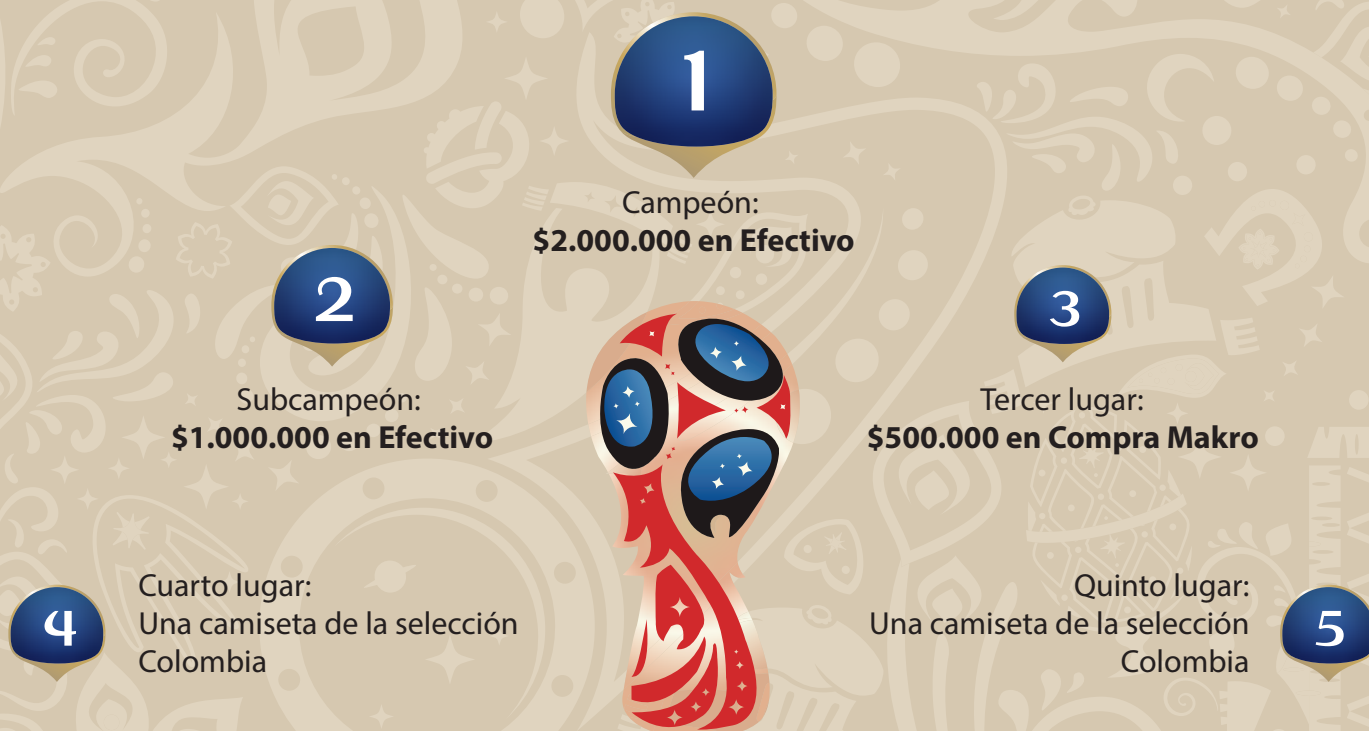 1
Campeón:
$2.000.000 en Efectivo
2
Subcampeón:
$1.000.000 en Efectivo
3
Tercer lugar:
$500.000 en Compra Makro
4
Cuarto lugar:
Una camiseta de la selección
Colombia
5
Quinto lugar:
Una camiseta de la selección
Colombia